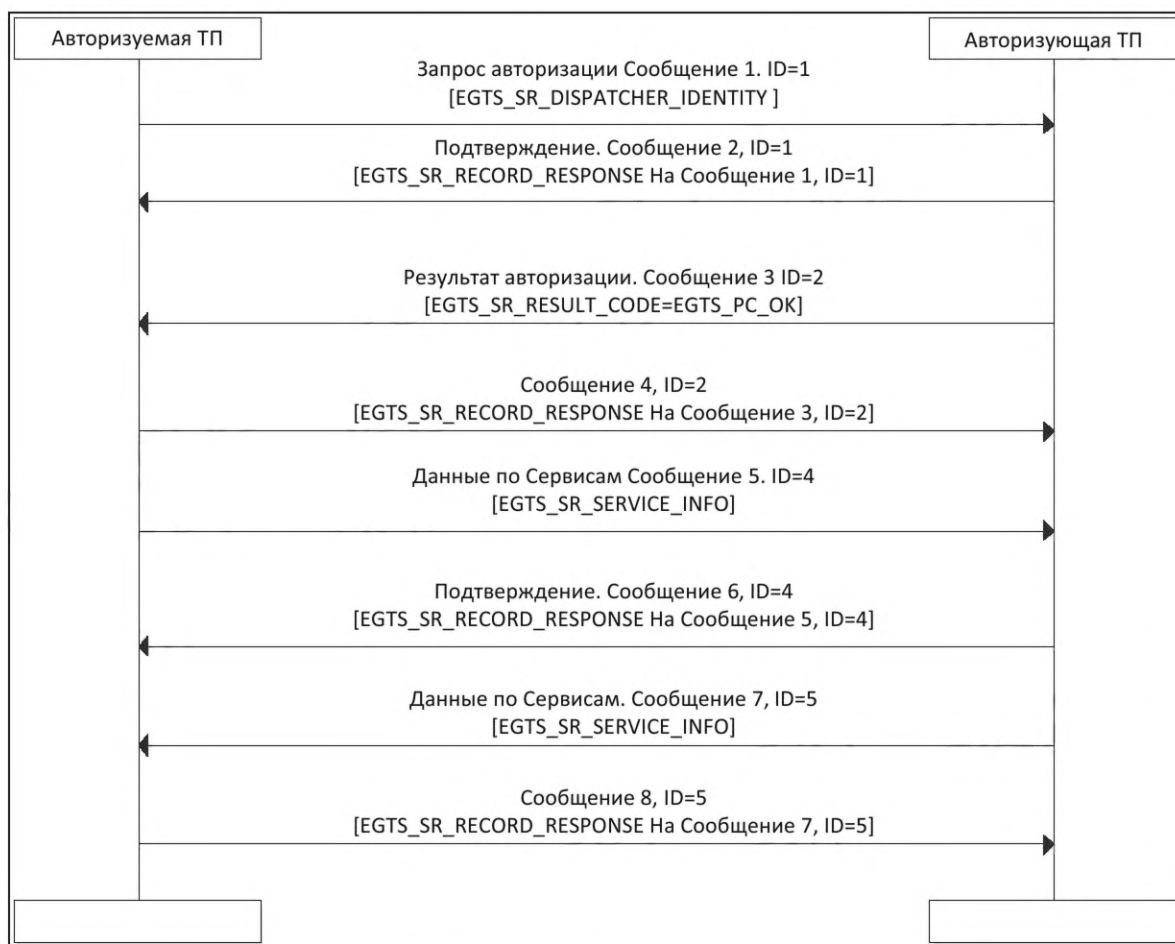 Авторизуемая ТП
Авторизующая ТП
Запрос авторизации Сообщение 1. ID=1
[EGTS_SR_DISPATCHER_IDENTITY ]
Подтверждение. Сообщение 2, ID=1
[EGTS_SR_RECORD_RESPONSE На Сообщение 1, ID=1]
Результат авторизации. Сообщение 3 ID=2
[EGTS_SR_RESULT_CODE=EGTS_PC_OK]
Сообщение 4, ID=2
[EGTS_SR_RECORD_RESPONSE На Сообщение 3, ID=2]
Данные по Сервисам Сообщение 5. ID=4
[EGTS_SR_SERVICE_INFO]
Подтверждение. Сообщение 6, ID=4
[EGTS_SR_RECORD_RESPONSE На Сообщение 5, ID=4]
Данные по Сервисам. Сообщение 7, ID=5
[EGTS_SR_SERVICE_INFO]
Сообщение 8, ID=5
[EGTS_SR_RECORD_RESPONSE На Сообщение 7, ID=5]